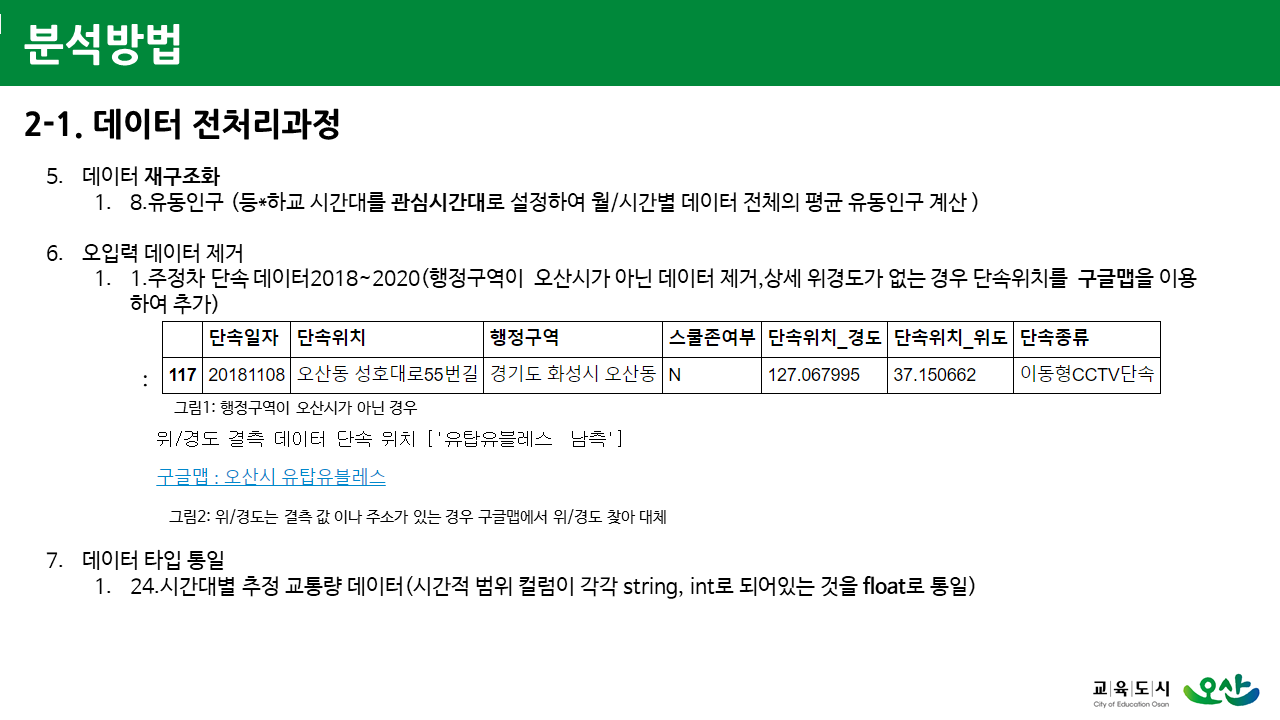 분석방법
2-1. 데이터 전처리과정
5. 데이터 재구조화
1. 8.유동인구 (등*하교 시간대를 관심시간대로 설정하여 월/시간별 데이터 전체의 평균 유동인구 계산 )
6. 오입력 데이터 제거
1. 1.주정차 단속 데이터2018~2020(행정구역이 오산시가 아닌 데이터 제거,상세 위경도가 없는 경우 단속위치를 구글맵을 이용
하여 추가)
단속일자 단속위치 행정구역 스쿨존여부 단속위치_경도 단속위치_위도 단속종류
: 117 20181108 오산동 성호대로55번길 경기도 화성시 오산동 N 127.067995 37.150662 이동형CCTV단속
그림1: 행정구역이 오산시가 아닌 경우
위/경도 결측 데이터 단속 위치 ['유탑유블레스 남측']
구글맵 : 오산시 유탑유블레스
그림2: 위/경도는 결측 값 이나 주소가 있는 경우 구글맵에서 위/경도 찾아 대체
7. 데이터 타입 통일
1. 24.시간대별 추정 교통량 데이터(시간적 범위 컬럼이 각각 string, int로 되어있는 것을 float로 통일)
교육도시 오산
City of Education Osan